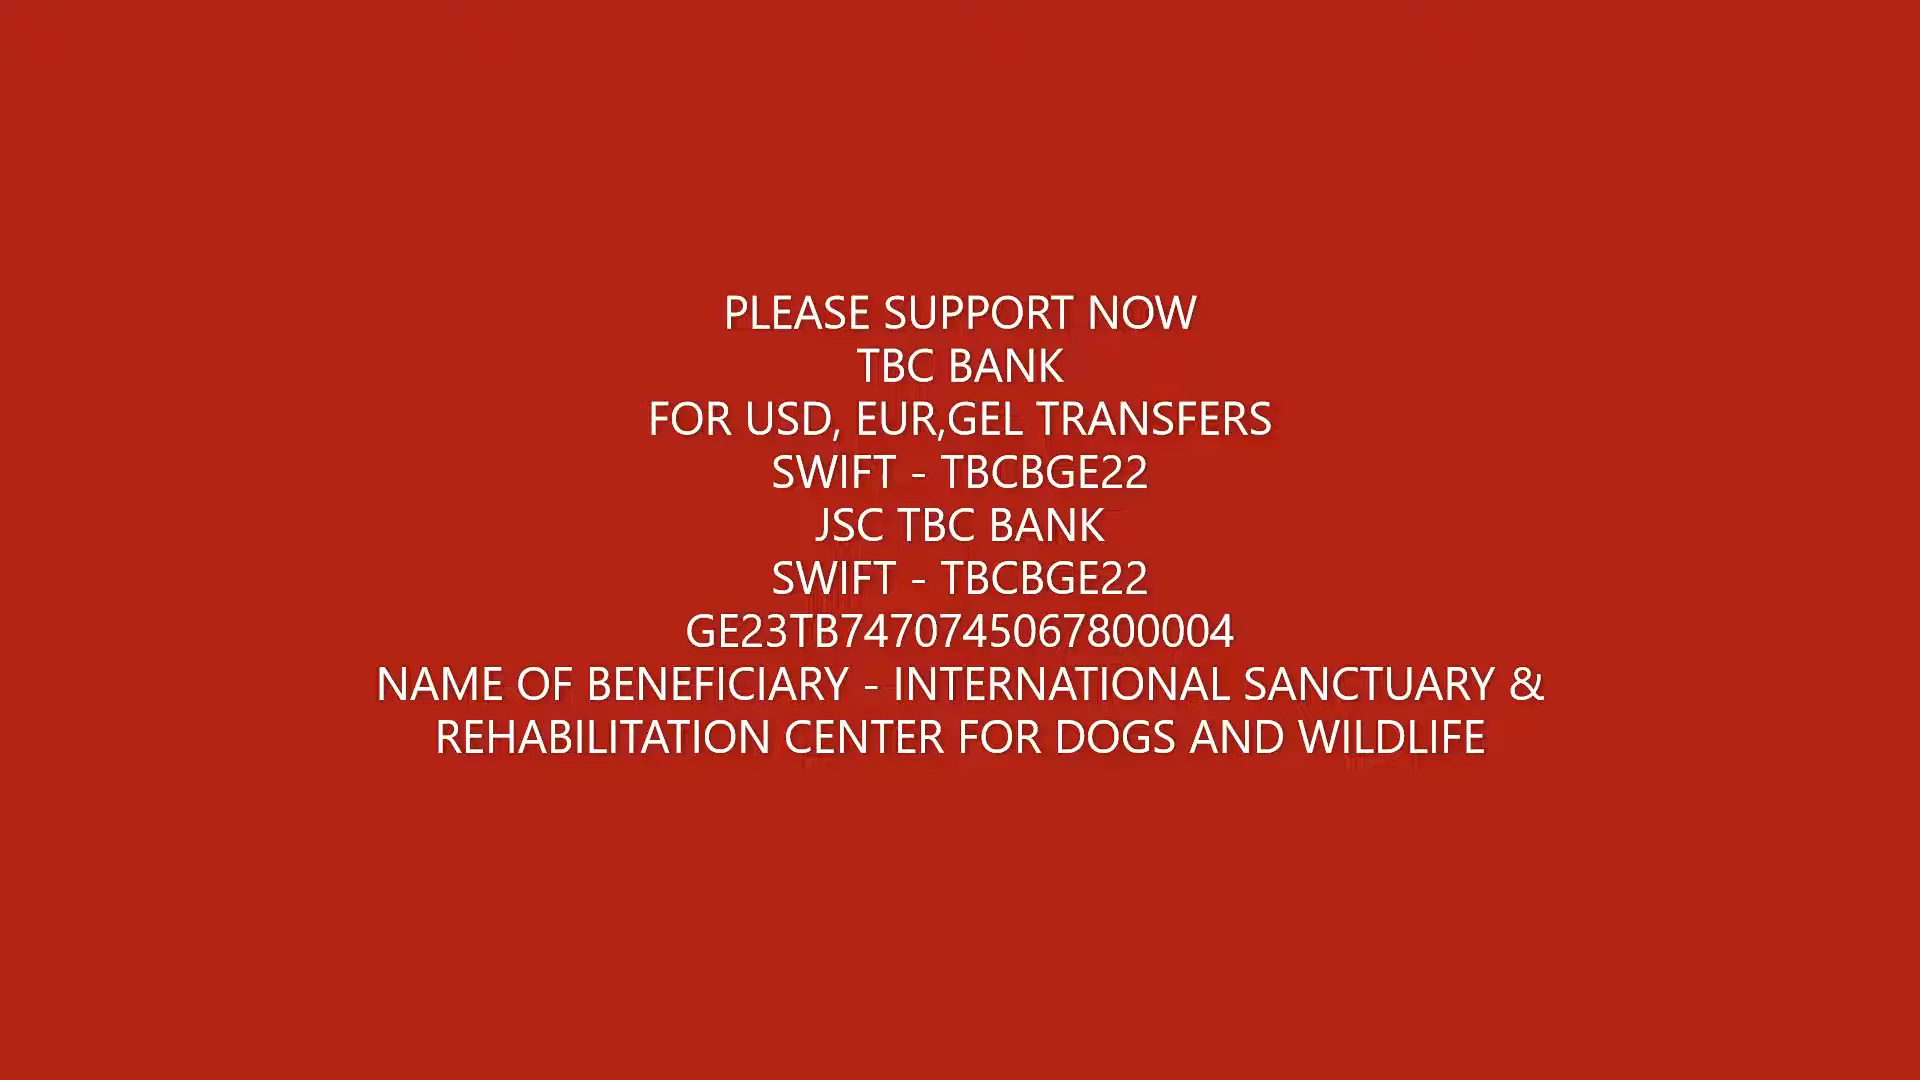 PLEASE SUPPORT NOW
TBC BANK
FOR USD, EUR,GEL TRANSFERS
SWIFT - TBCBGE22
JSC TBC BANK
SWIFT - TBCBGE22
GE23TB7470745067800004
NAME OF BENEFICIARY - INTERNATIONAL SANCTUARY &
REHABILITATION CENTER FOR DOGS AND WILDLIFE